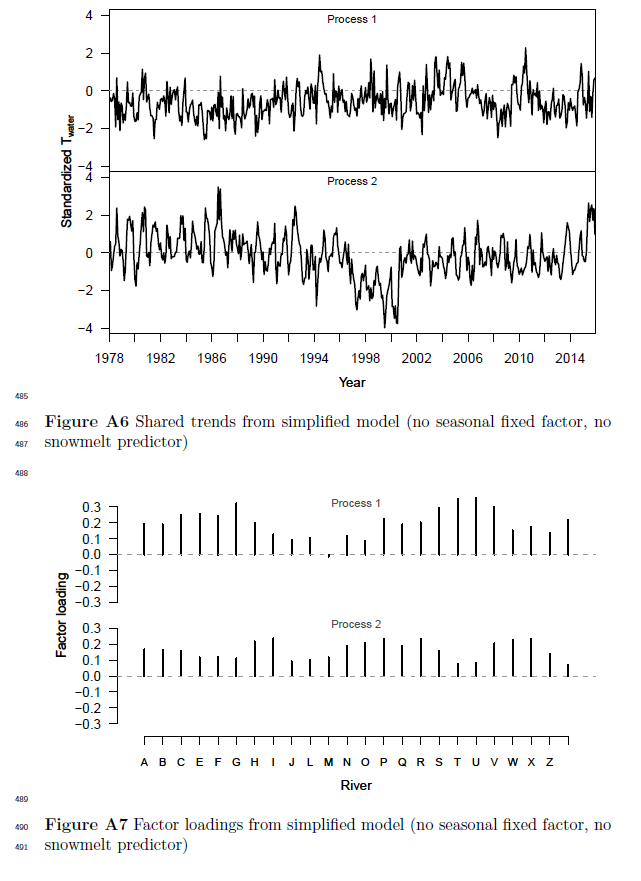 Process 1
4
2
0
−2
−4
Process 2
4
2
0
−2
−4
Standardized Twater
1978 1982 1986 1990 1994 1998 2002 2006 2010 2014
Year
485
486 Figure A6 Shared trends from simplified model (no seasonal fixed factor, no
487 snowmelt predictor)
488
Process 1
0.3
0.2
0.1
0.0
−0.1
−0.2
−0.3
Process 2
0.3
0.2
0.1
0.0
−0.1
−0.2
−0.3
Factor loading
A B C E F G H I J L M N O P Q R S T U V W X Z
River
489
490 Figure A7 Factor loadings from simplified model (no seasonal fixed factor, no
491 snowmelt predictor)